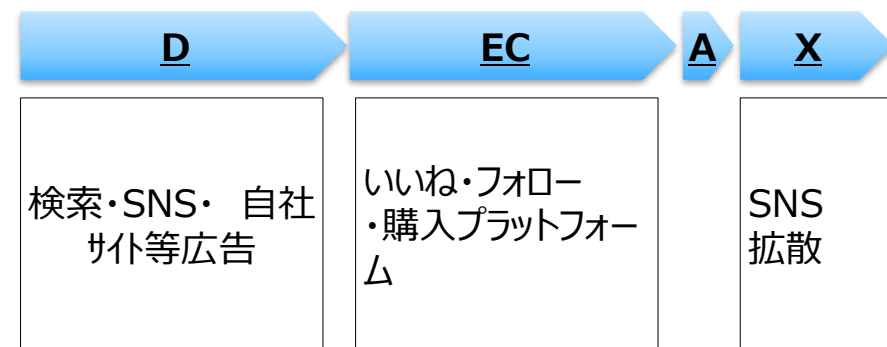 D
EC
A
X
検索・SNS・ 自社
ｻｲﾄ等広告
いいね・フォロー
・購入プラットフォー
ム
SNS
拡散